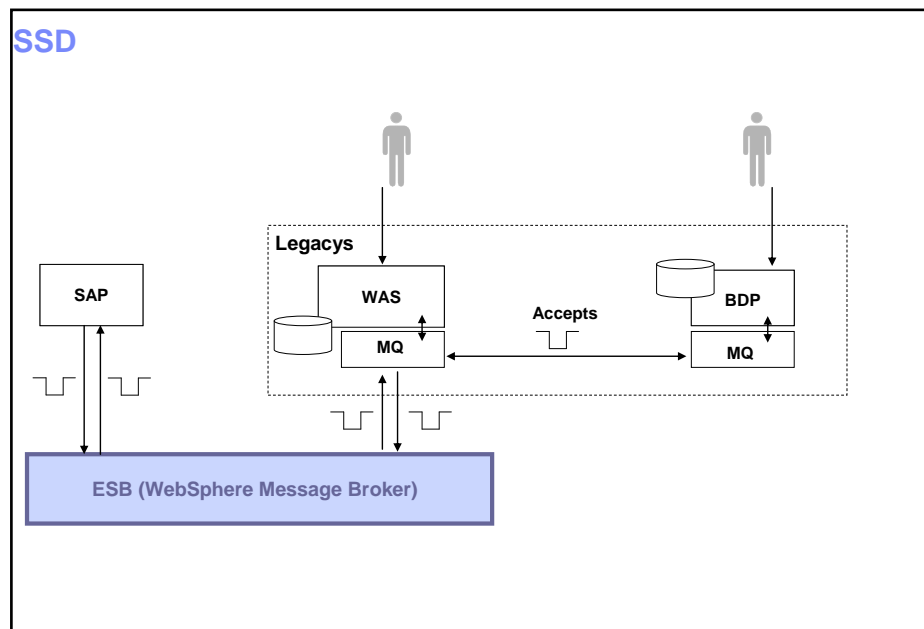 SSD
Legacys
SAP
WAS
BDP
Accepts
MQ
MQ
ESB (WebSphere Message Broker)